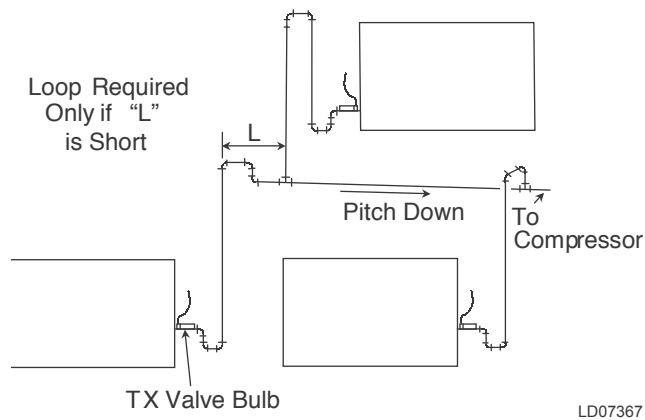 Loop Required
Only if “L”
is Short
L
Pitch Down
To
Compressor
TX Valve Bulb
LD07367